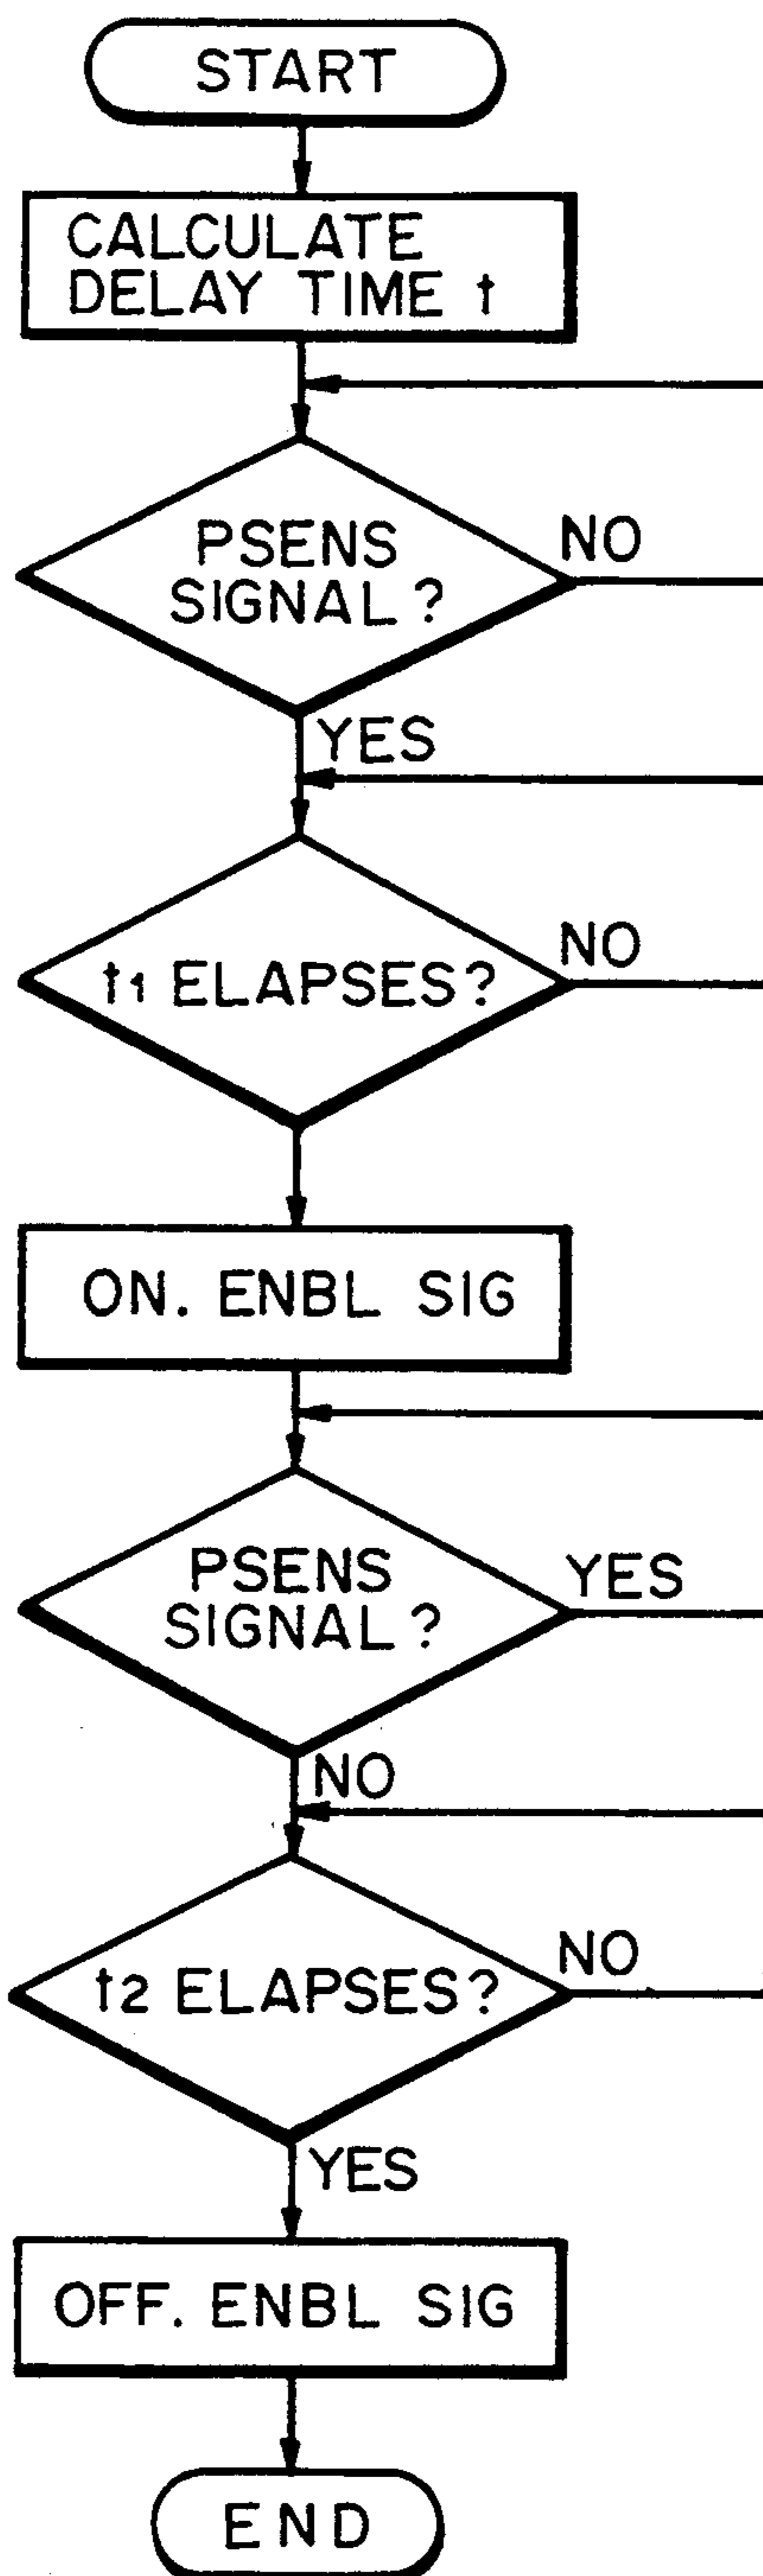 START
CALCULATE
DELAY TIME t
PSENS
SIGNAL?
NO
YES
t1 ELAPSES?
NO
ON. ENBL SIG
PSENS
SIGNAL?
YES
NO
t2 ELAPSES?
NO
YES
OFF. ENBL SIG
END